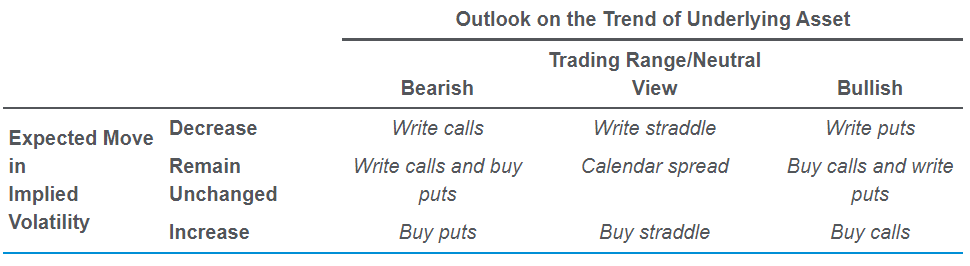 Outlook on the Trend of Underlying Asset
Trading Range/Neutral
Bearish View Bullish
Expected Move
in
Implied
Volatility
Decrease Write calls Write straddle Write puts
Remain Write calls and buy Calendar spread Buy calls and write
Unchanged puts puts
Increase Buy puts Buy straddle Buy calls